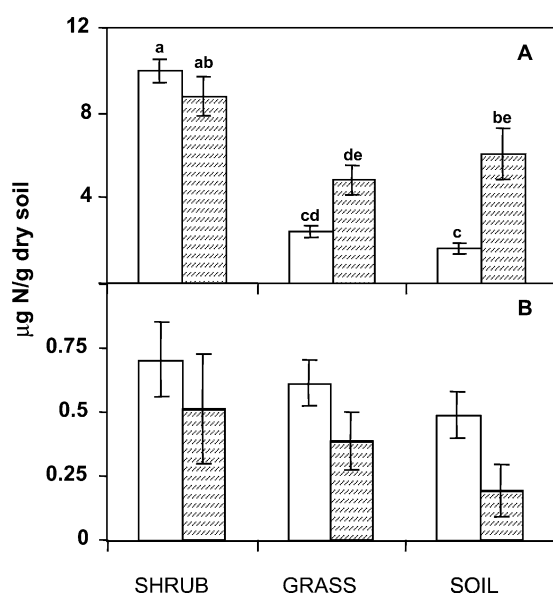 12
8
4
A
a
ab
cd
de
c
be
µg N/g dry soil
B
0.75
0.5
0.25
0
SHRUB GRASS SOIL